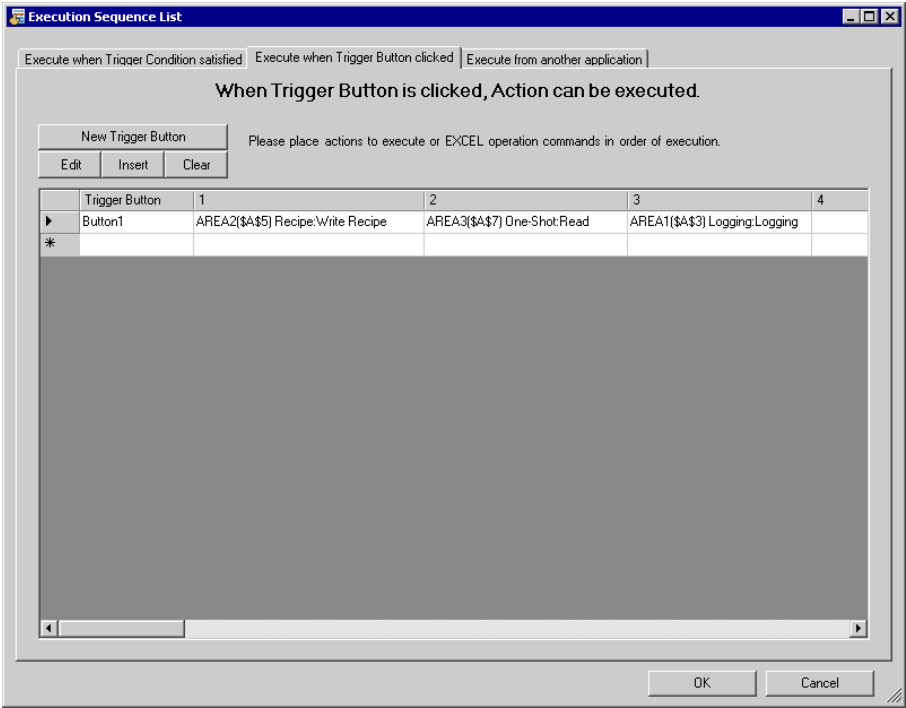 Execution Sequence List
Execute when Trigger Condition satisfied Execute when Trigger Button clicked Execute from another application
When Trigger Button is clicked, Action can be executed.
New Trigger Button
Please place actions to execute or EXCEL operation commands in order of execution.
Edit Insert Clear
Trigger Button 1 2 3 4
Button1 AREA2($A$5) Recipe:Write Recipe AREA3($A$7) One-Shot:Read AREA1($A$3) Logging:Logging
OK Cancel